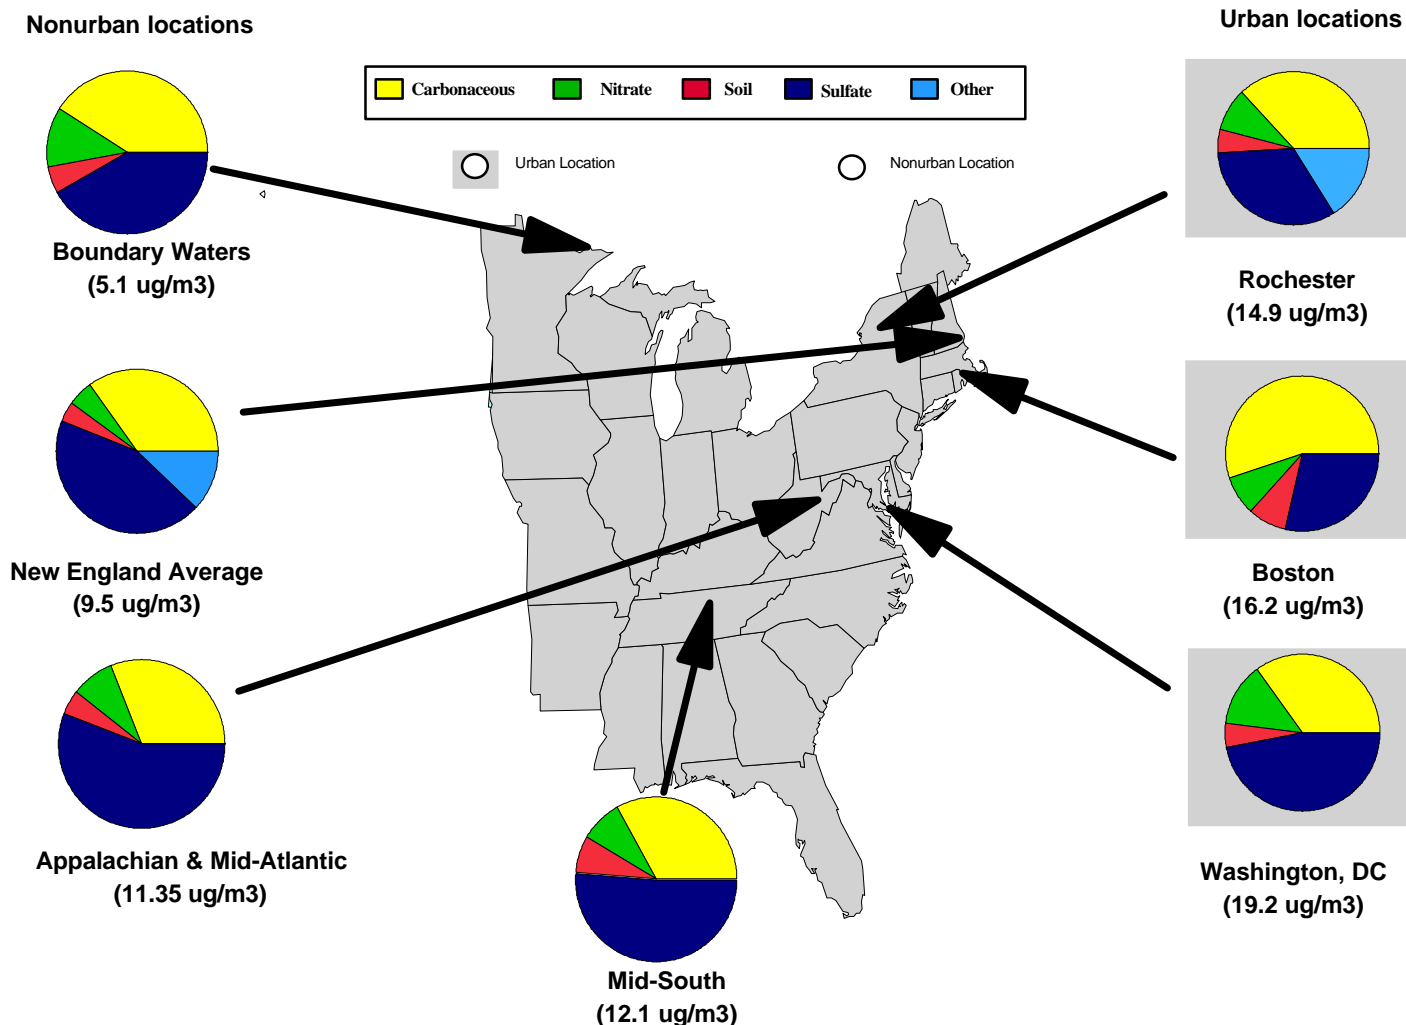 Nonurban locations
Urban locations
Carbonaceous Nitrate Soil Sulfate Other
Urban Location Nonurban Location
Boundary Waters
(5.1 ug/m3)
Rochester
(14.9 ug/m3)
New England Average
(9.5 ug/m3)
Boston
(16.2 ug/m3)
Appalachian & Mid-Atlantic
(11.35 ug/m3)
Washington, DC
(19.2 ug/m3)
Mid-South
(12.1 ug/m3)